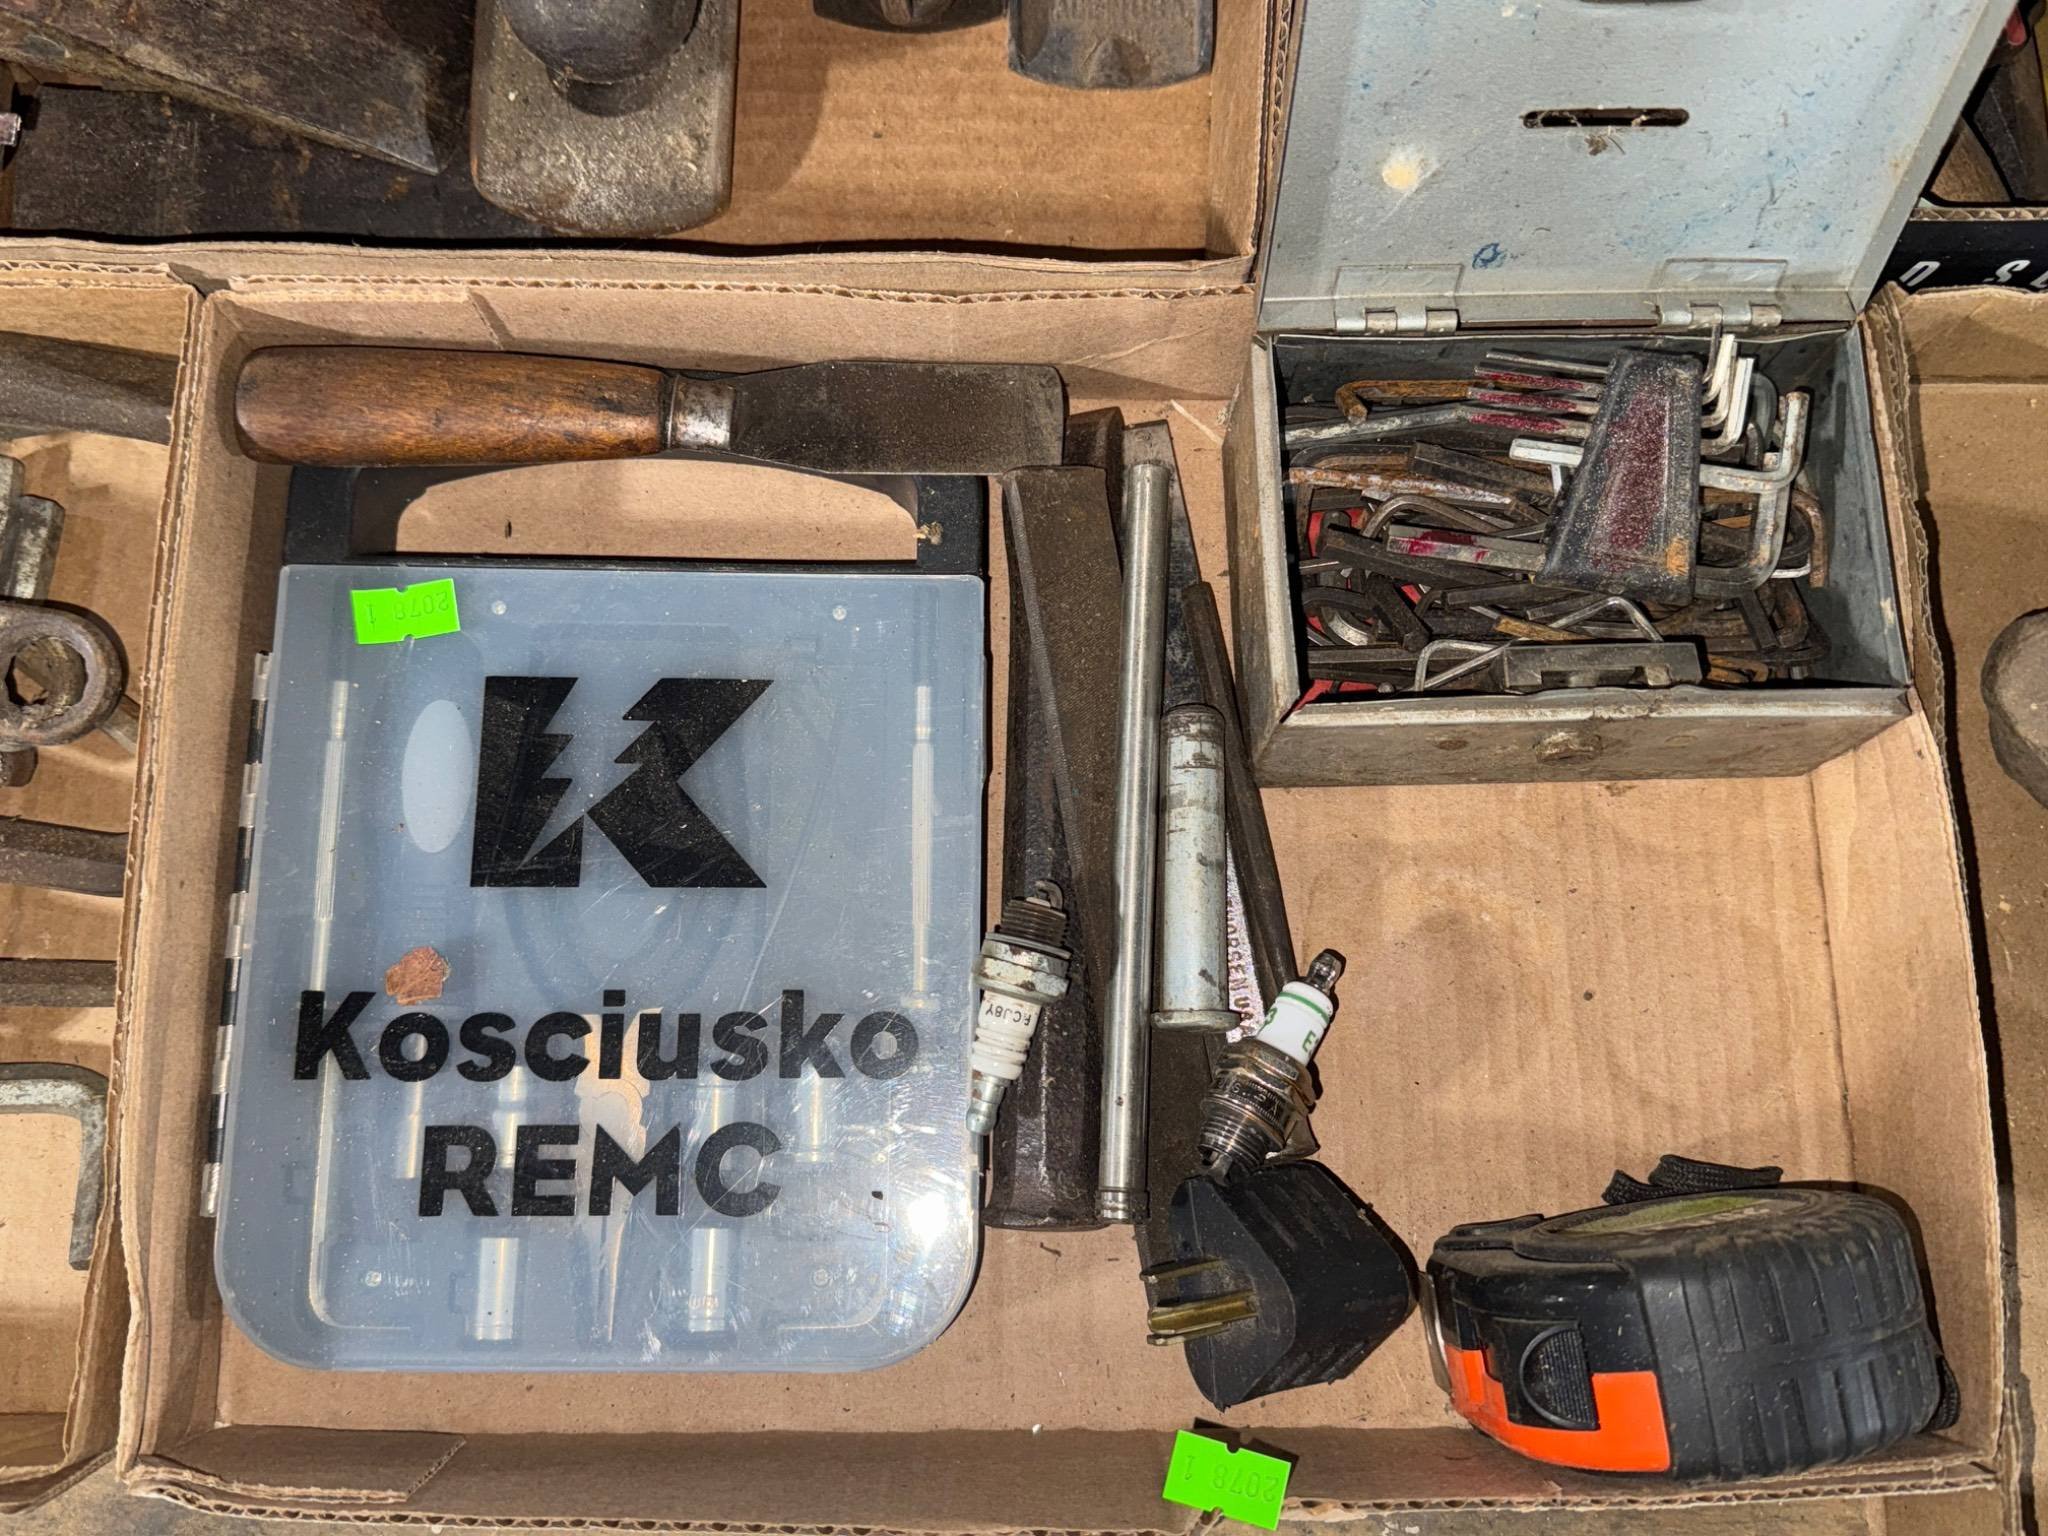 2078 1
K
Kosciusko
REMC
RCJ8Y
2078 1